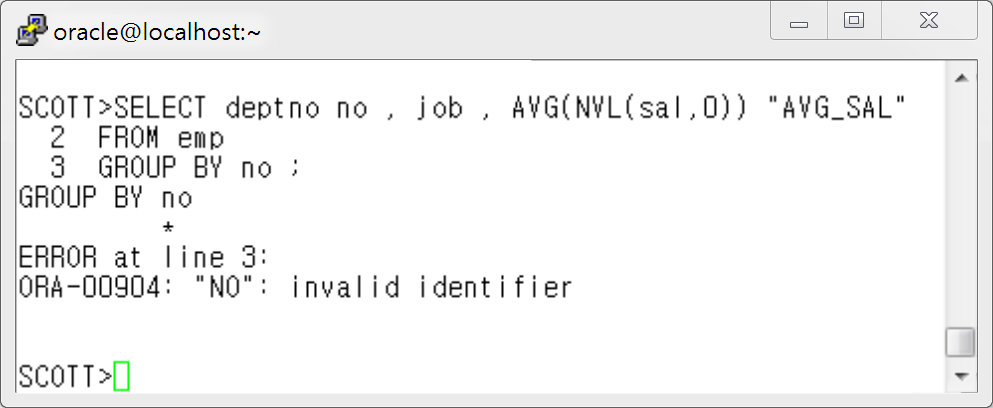 oracle@localhost:~
SCOTT>SELECT deptno no , job , AVG(NVL(sal,0)) "AVG_SAL"
  2  FROM emp
  3  GROUP BY no ;
GROUP BY no
         *
ERROR at line 3:
ORA-00904: "NO": invalid identifier
SCOTT>